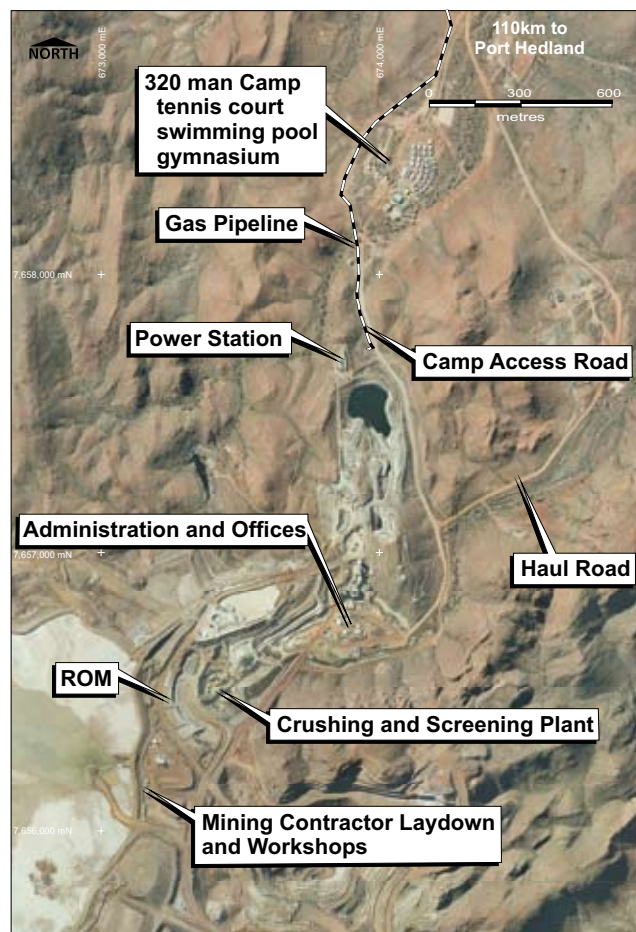 NORTH
673,000 mE
674,000 mE
110km to
Port Hedland
0 300 600
metres
320 man Camp
tennis court
swimming pool
gymnasium
Gas Pipeline
7,658,000 mN
Power Station
Camp Access Road
Administration and Offices
7,657,000 mN
Haul Road
ROM
Crushing and Screening Plant
Mining Contractor Laydown
and Workshops
7,656,000 mN